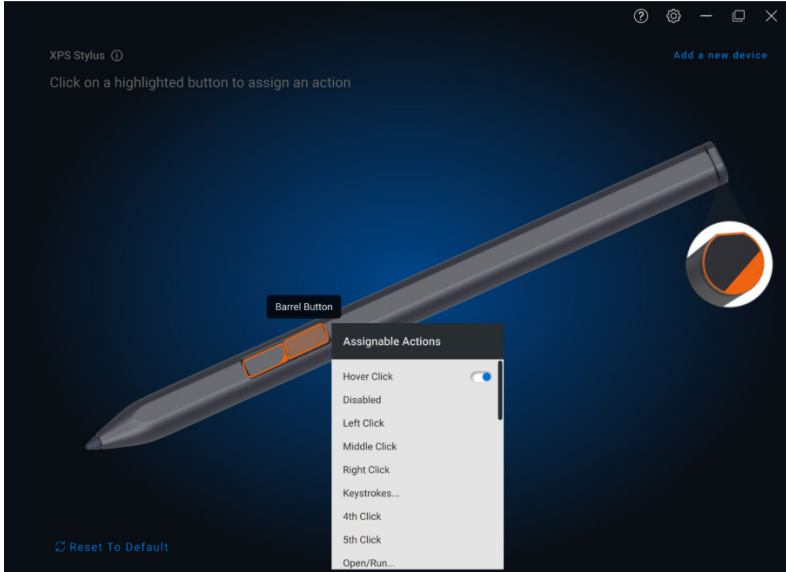 XPS Stylus
Add a new device
Click on a highlighted button to assign an action
Barrel Button
Assignable Actions
Hover Click
Disabled
Left Click
Middle Click
Right Click
Keystrokes...
4th Click
5th Click
Open/Run...
Reset To Default